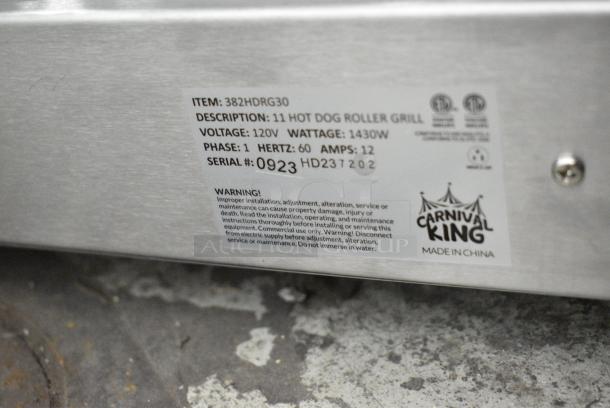 ITEM: 382HDRG30
DESCRIPTION: 11 HOT DOG ROLLER GRILL
VOLTAGE: 120V WATTAGE: 1430W
PHASE: 1 HERTZ: 60 AMPS: 12
SERIAL #: 0923 HD237202
WARNING!
Improper installation, adjustment, alteration, service or
maintenance can cause property damage, injury or
death. Read the installation, operating, and maintenance
instructions thoroughly before installing or serving this
equipment. Commercial use only. Warning! Disconnect
from electric supply before adjustment, alteration,
service or maintenance. Do not immerse in water.
CARNIVAL
KING
MADE IN CHINA